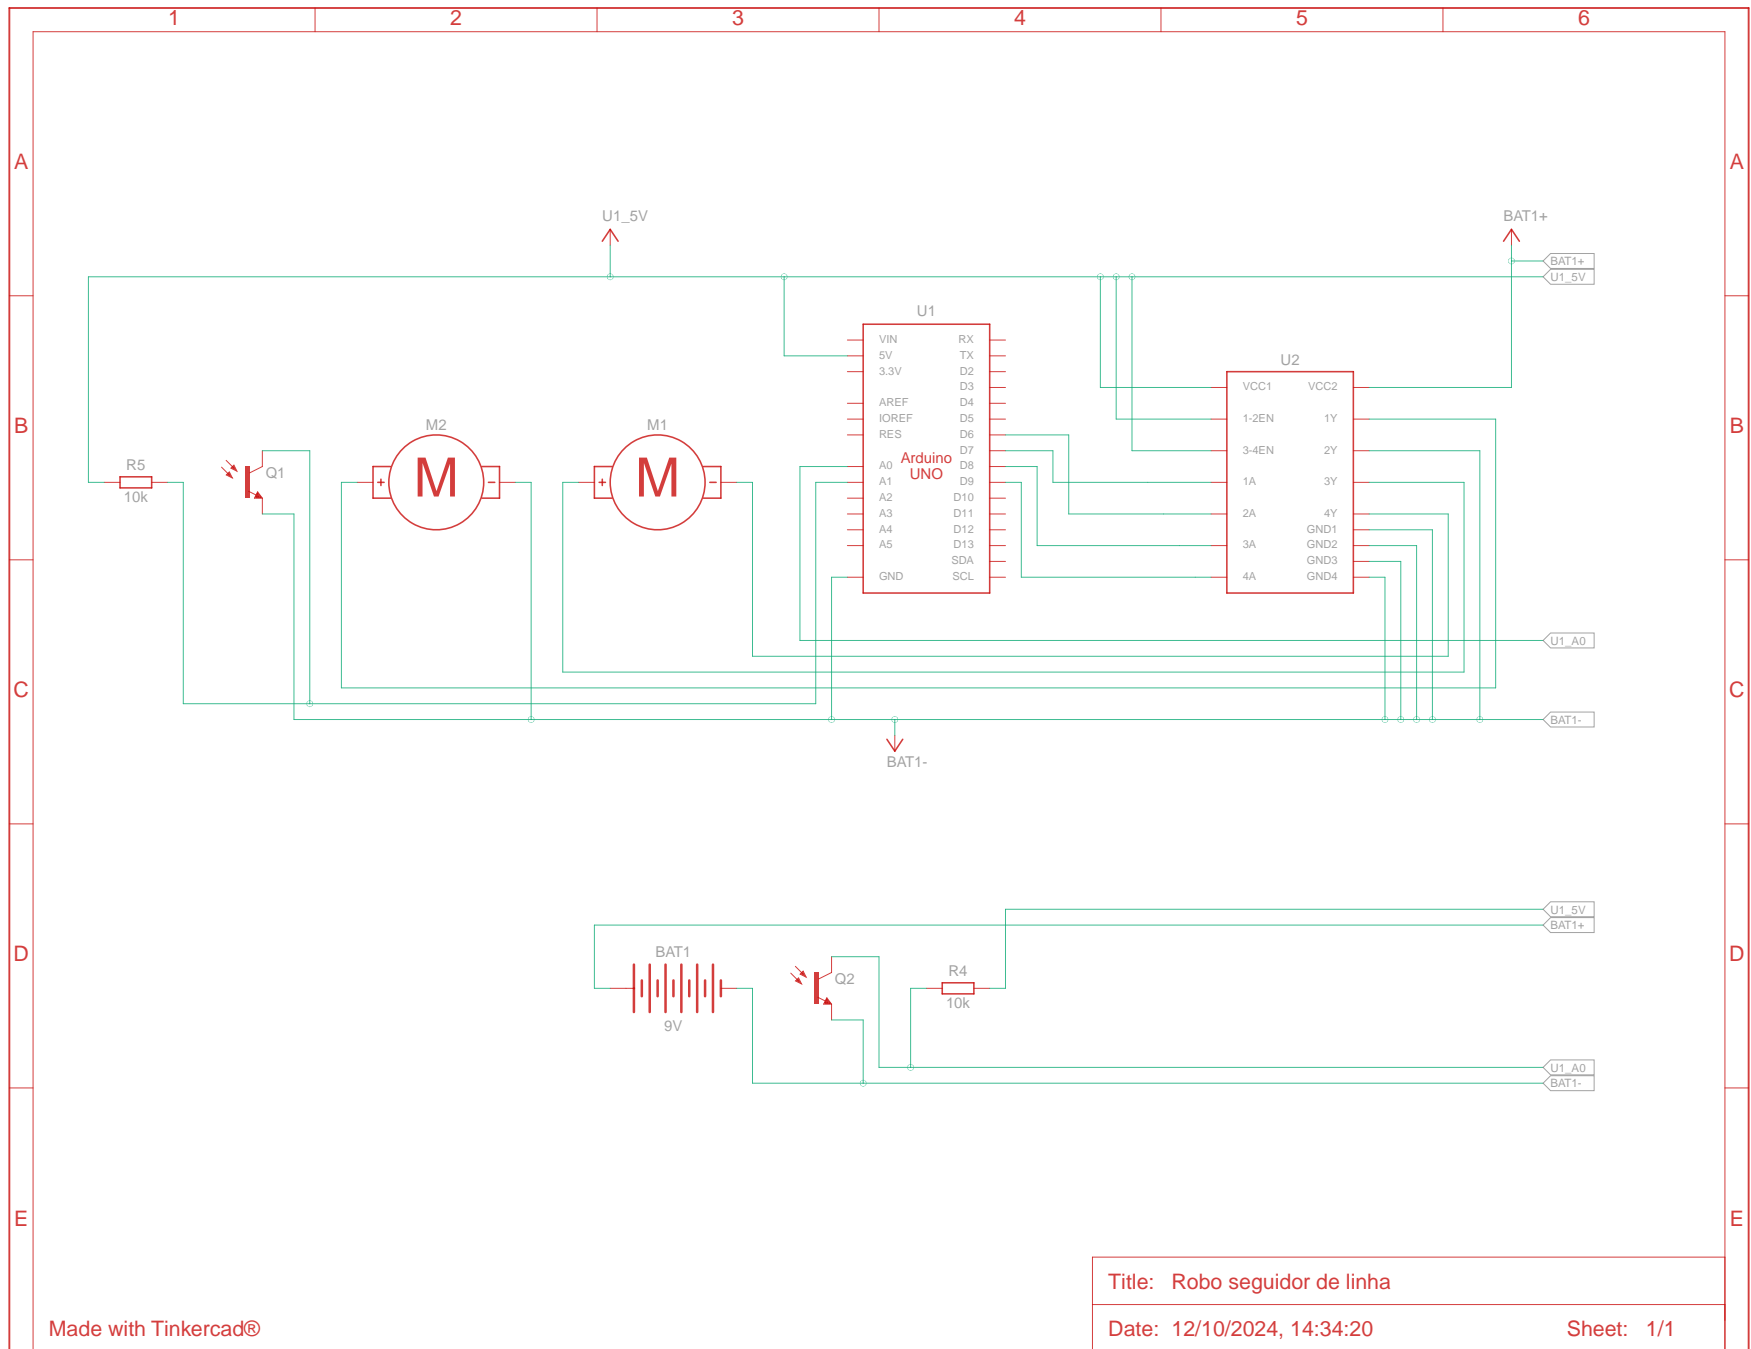 1 2 3 4 5 6
A A
U1_5V BAT1+
BAT1+
U1_5V
U1
VIN RX
5V TX
3.3V D2
D3
AREF D4
IOREF D5
RES D6
D7
A0 D8
A1 D9
A2 D10
A3 D11
A4 D12
A5 D13
SDA
GND SCL
Arduino
UNO
U2
VCC1 VCC2
1-2EN 1Y
3-4EN 2Y
1A 3Y
2A 4Y
GND1
3A GND2
GND3
4A GND4
B B
M2 M1
M M
+ - + -
R5
10k
Q1
U1_A0
C C
BAT1-
BAT1-
U1_5V
BAT1+
D D
BAT1
9V
Q2
R4
10k
U1_A0
BAT1-
E E
Title: Robo seguidor de linha
Made with Tinkercad®
Date: 12/10/2024, 14:34:20 Sheet: 1/1